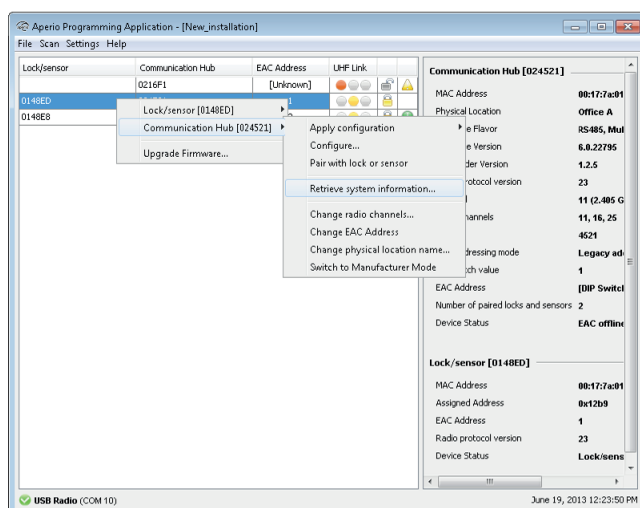 Aperio Programming Application - [New_installation]
File Scan Settings Help
Lock/sensor Communication Hub EAC Address UHF Link
0216F1 [Unknown]
0148ED 1
0148E8
Lock/sensor [0148ED]
Communication Hub [024521]
Upgrade Firmware...
Apply configuration
Configure...
Pair with lock or sensor
Retrieve system information...
Change radio channels...
Change EAC Address
Change physical location name...
Switch to Manufacturer Mode
Communication Hub [024521]
MAC Address 00:17:7a:01
Physical Location Office A
e Flavor RS485, Mul
e Version 6.0.22795
der Version 1.2.5
otocol version 23
11 (2.405 G
hannels 11, 16, 25
4521
dressing mode Legacy ad
ch value 1
EAC Address [DIP Switcl
Number of paired locks and sensors 2
Device Status EAC offline
Lock/sensor [0148ED]
MAC Address 00:17:7a:01
Assigned Address 0x12b9
EAC Address 1
Radio protocol version 23
Device Status Lock/sens
USB Radio (COM 10) June 19, 2013 12:23:50 PM